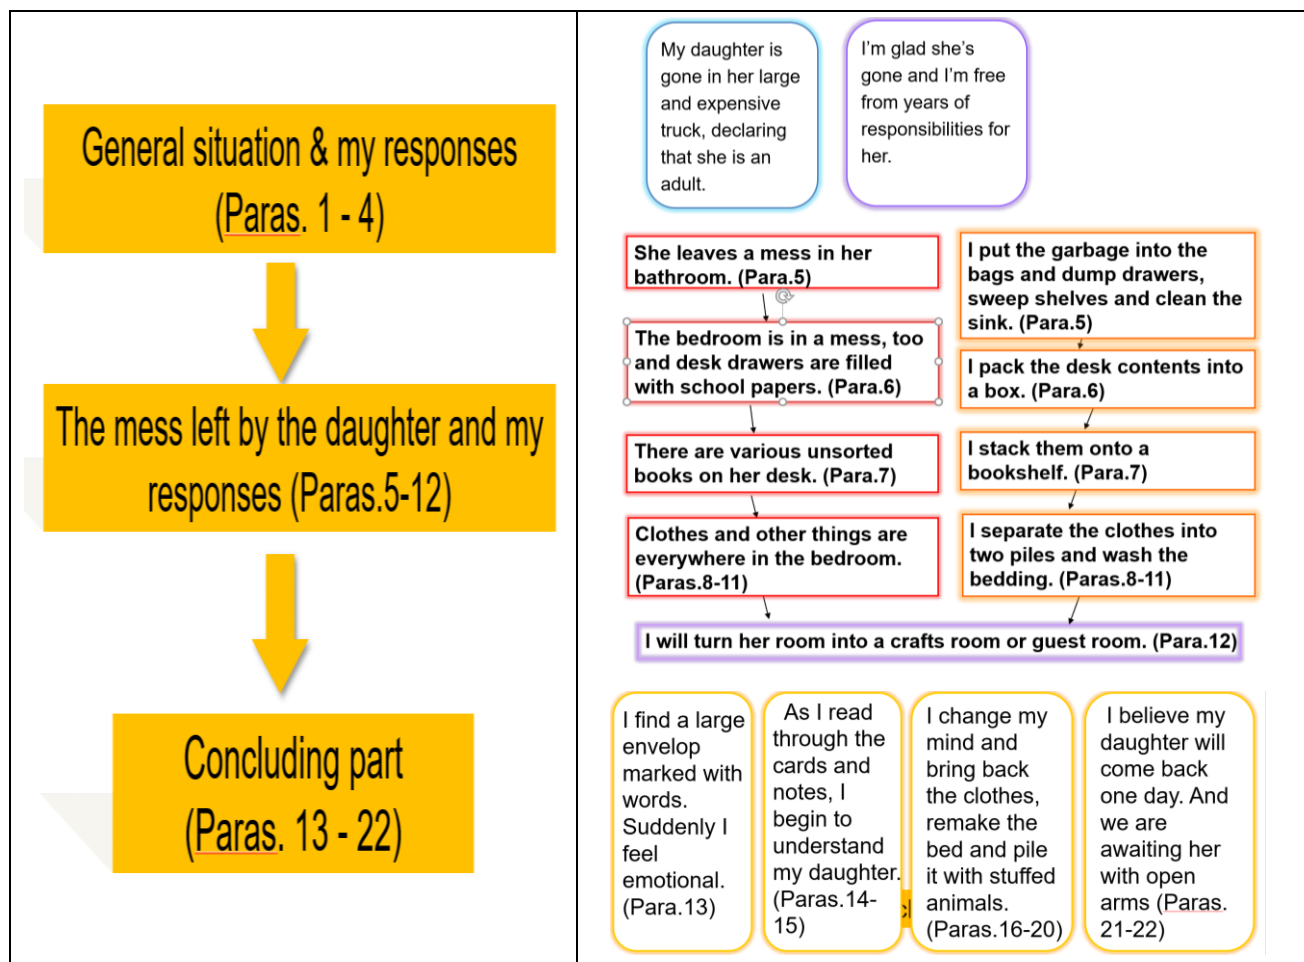 General situation & my responses
(Paras. 1 - 4)
The mess left by the daughter and my
responses (Paras.5-12)
Concluding part
(Paras. 13 - 22)
My daughter is
gone in her large
and expensive
truck, declaring
that she is an
adult.
I'm glad she's
gone and I'm free
from years of
responsibilities for
her.
She leaves a mess in her
bathroom. (Para.5)
The bedroom is in a mess, too
and desk drawers are filled
with school papers. (Para.6)
There are various unsorted
books on her desk. (Para.7)
Clothes and other things are
everywhere in the bedroom.
(Paras.8-11)
I put the garbage into the
bags and dump drawers,
sweep shelves and clean the
sink. (Para.5)
I pack the desk contents into
a box. (Para.6)
I stack them onto a
bookshelf. (Para.7)
I separate the clothes into
two piles and wash the
bedding. (Paras.8-11)
I will turn her room into a crafts room or guest room. (Para.12)
I find a large
envelop
marked with
words.
Suddenly I
feel
emotional.
(Para.13)
As I read
through the
cards and
notes, I
begin to
understand
my daughter.
(Paras.14-
15)
I change my
mind and
bring back
the clothes,
remake the
bed and pile
it with stuffed
animals.
(Paras.16-20)
I believe my
daughter will
come back
one day. And
we are
awaiting her
with open
arms (Paras.
21-22)